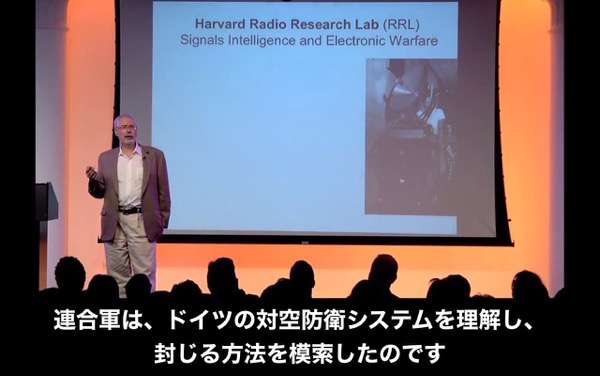 Harvard Radio Research Lab (RRL)
Signals Intelligence and Electronic Warfare
連合軍は、ドイツの対空防衛システムを理解し、
封じる方法を模索したのです